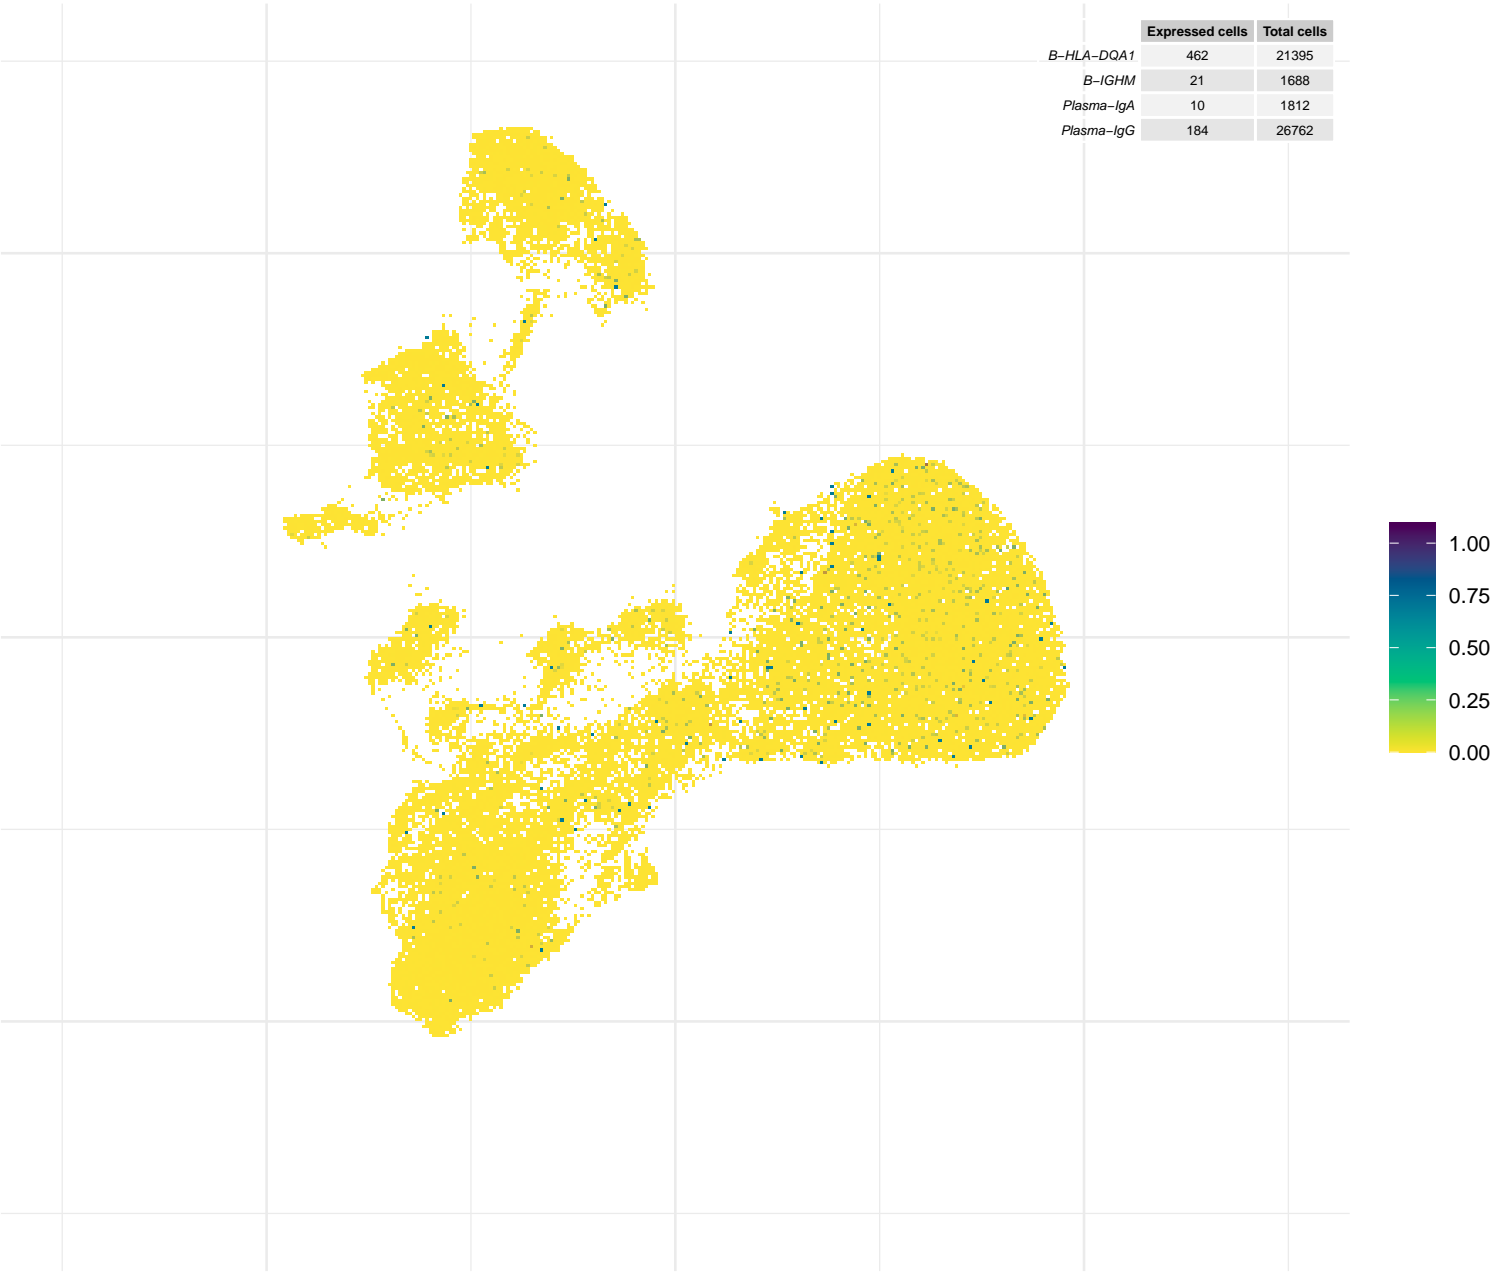 Expressed cells Total cells
B−HLA−DQA1 462 21395
B−IGHM 21 1688
Plasma−IgA 10 1812
Plasma−IgG 184 26762
1.00
0.75
0.50
0.25
0.00